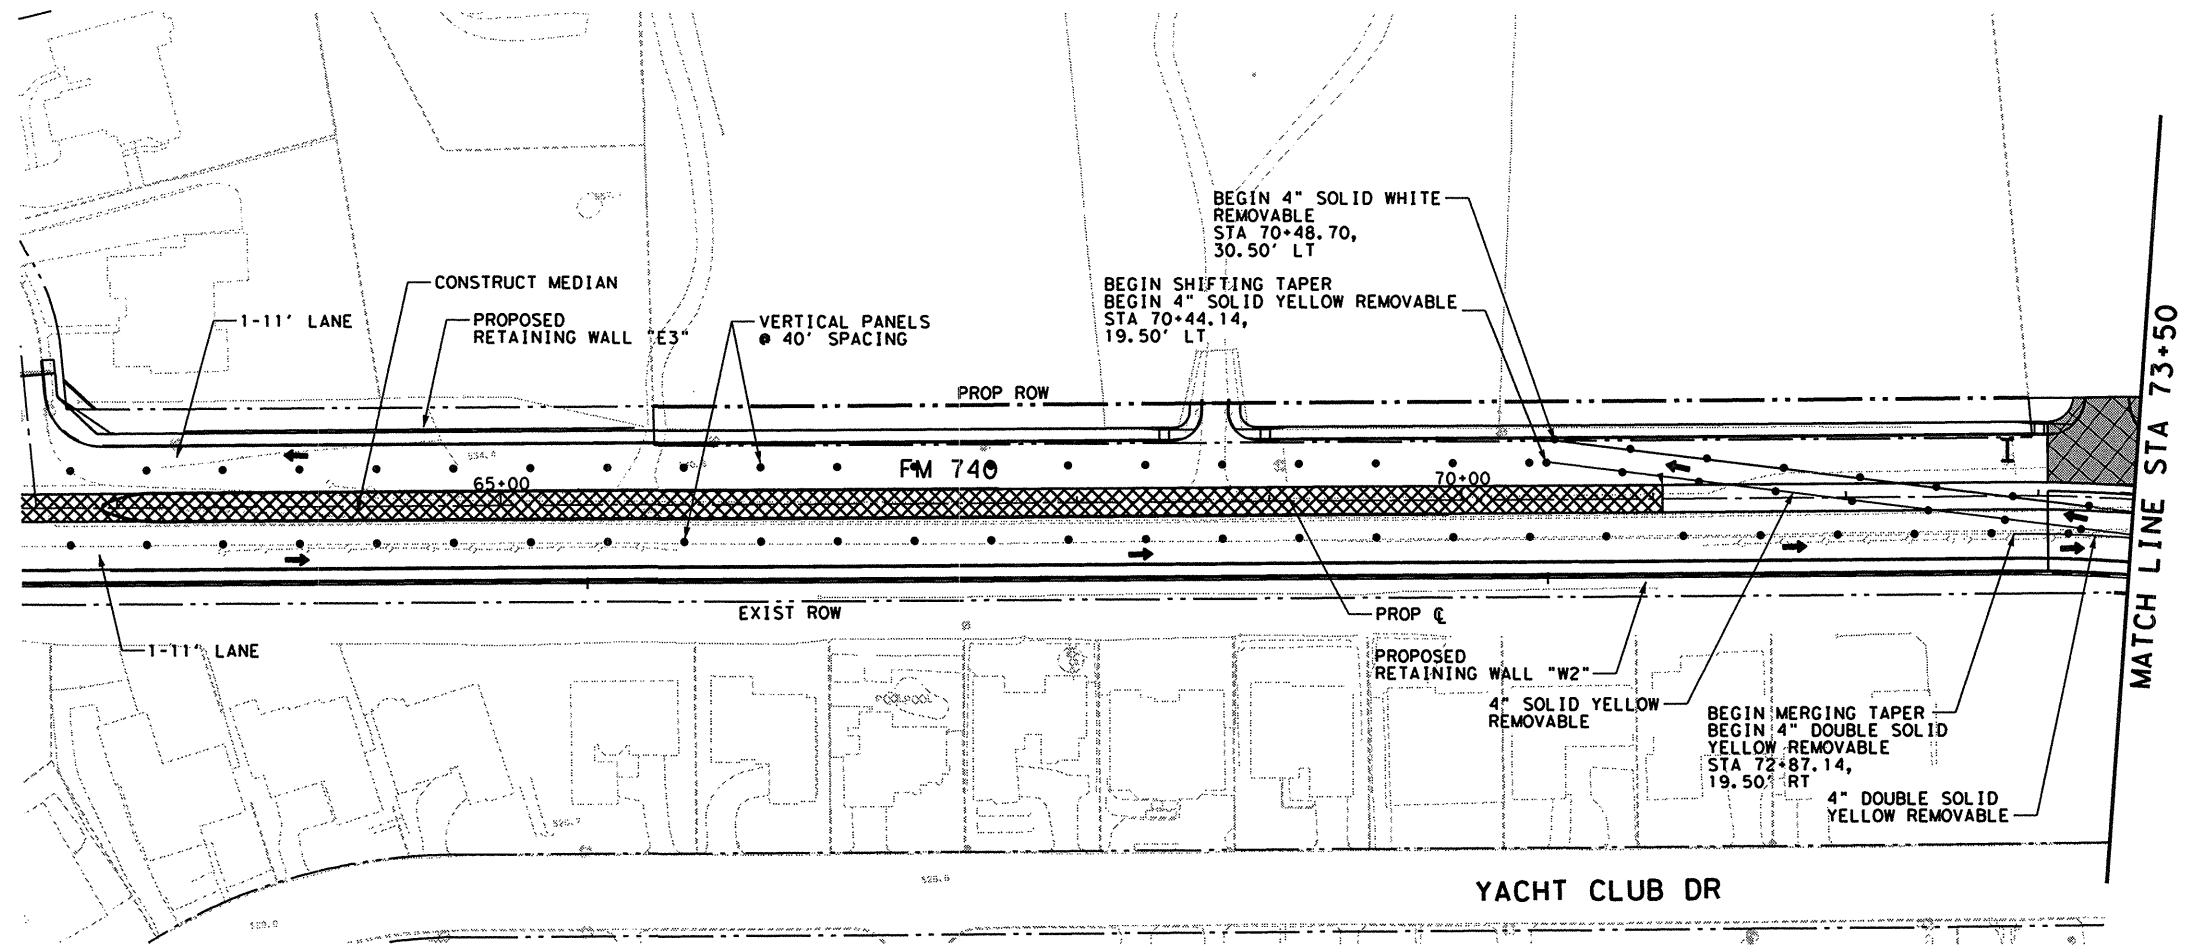 BEGIN 4" SOLID WHITE
REMOVABLE
STA 70+48.70,
30.50' LT
BEGIN SHIFTING TAPER
BEGIN 4" SOLID YELLOW REMOVABLE
STA 70+44.14,
19.50' LT
CONSTRUCT MEDIAN
1-11' LANE
PROPOSED
RETAINING WALL "E3"
VERTICAL PANELS
@ 40' SPACING
PROP ROW
MATCH LINE STA 73+50
FM 740
65+00
70+00
EXIST ROW
PROP ℄
1-11' LANE
PROPOSED
RETAINING WALL "W2"
4" SOLID YELLOW
REMOVABLE
BEGIN MERGING TAPER
BEGIN 4" DOUBLE SOLID
YELLOW REMOVABLE
STA 72+87.14,
19.50' RT
4" DOUBLE SOLID
YELLOW REMOVABLE
POOL POOL
YACHT CLUB DR